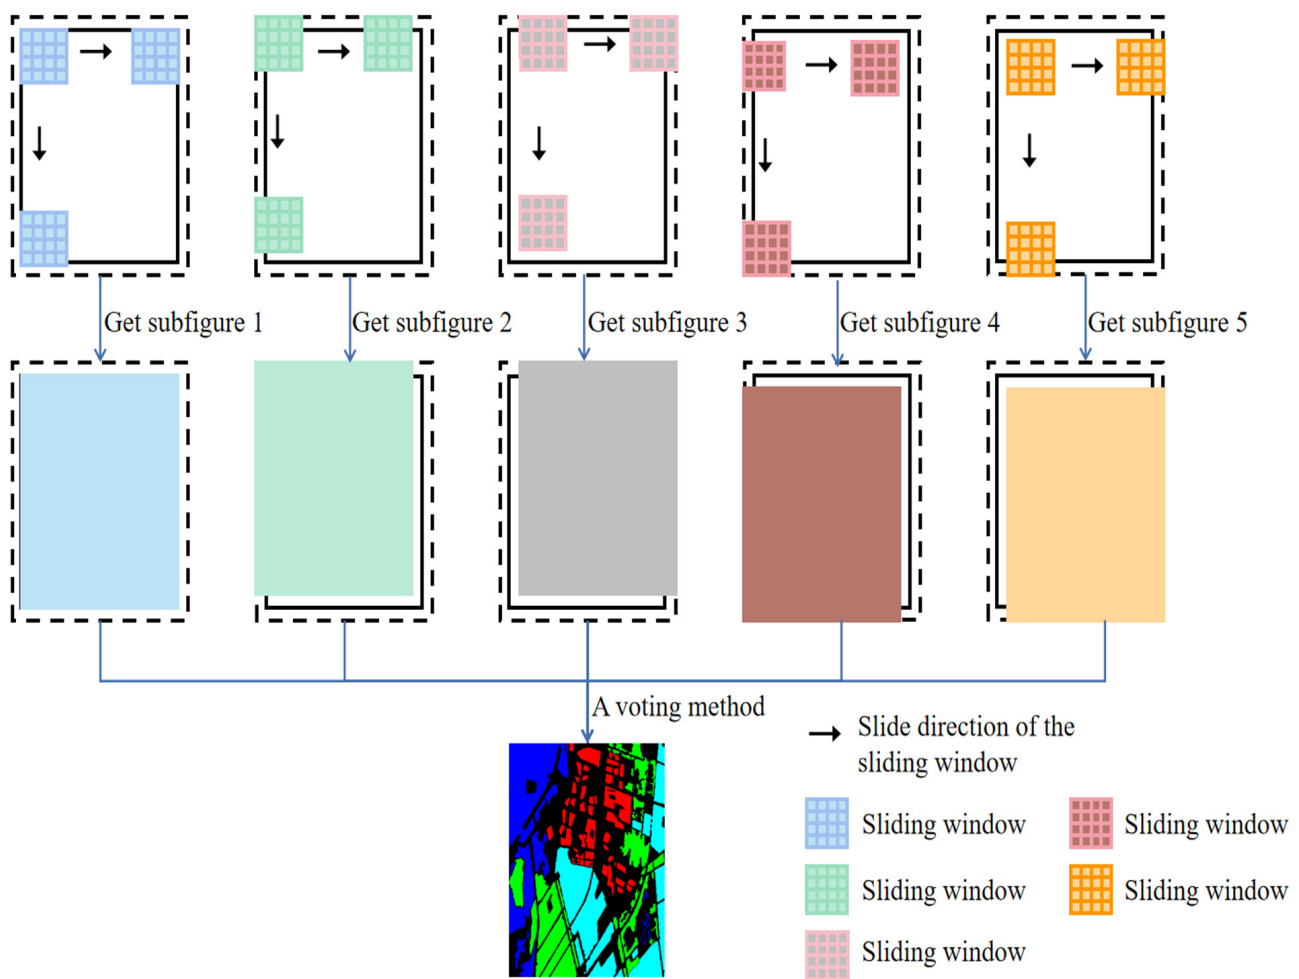 Get subfigure 1
Get subfigure 2
Get subfigure 3
Get subfigure 4
Get subfigure 5
A voting method
Slide direction of the
sliding window
Sliding window
Sliding window
Sliding window
Sliding window
Sliding window